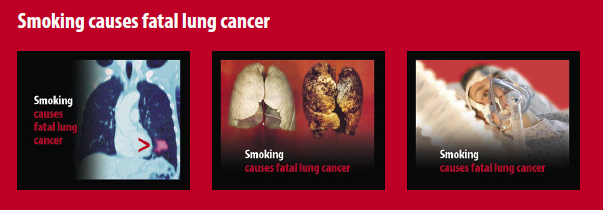 Smoking causes fatal lung cancer
Smoking
causes
fatal lung
cancer
>
Smoking
causes fatal lung cancer
Smoking
causes fatal lung cancer